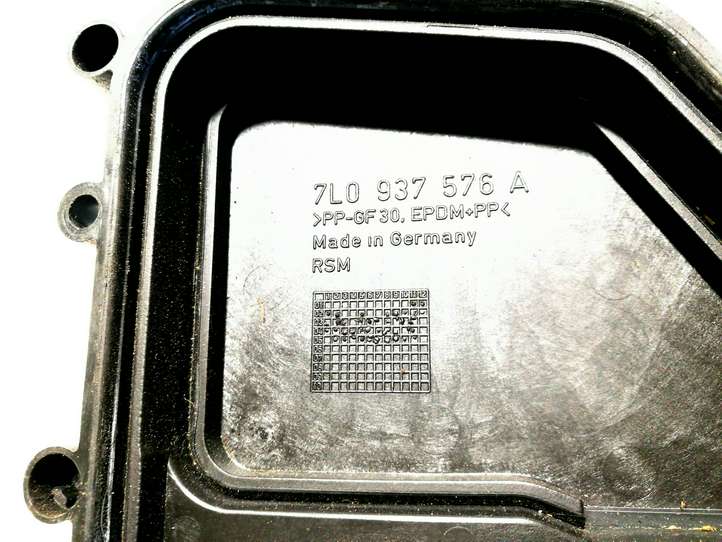 7L0 937 576 A
>PP-GF30, EPDM+PP<
Made in Germany
RSM